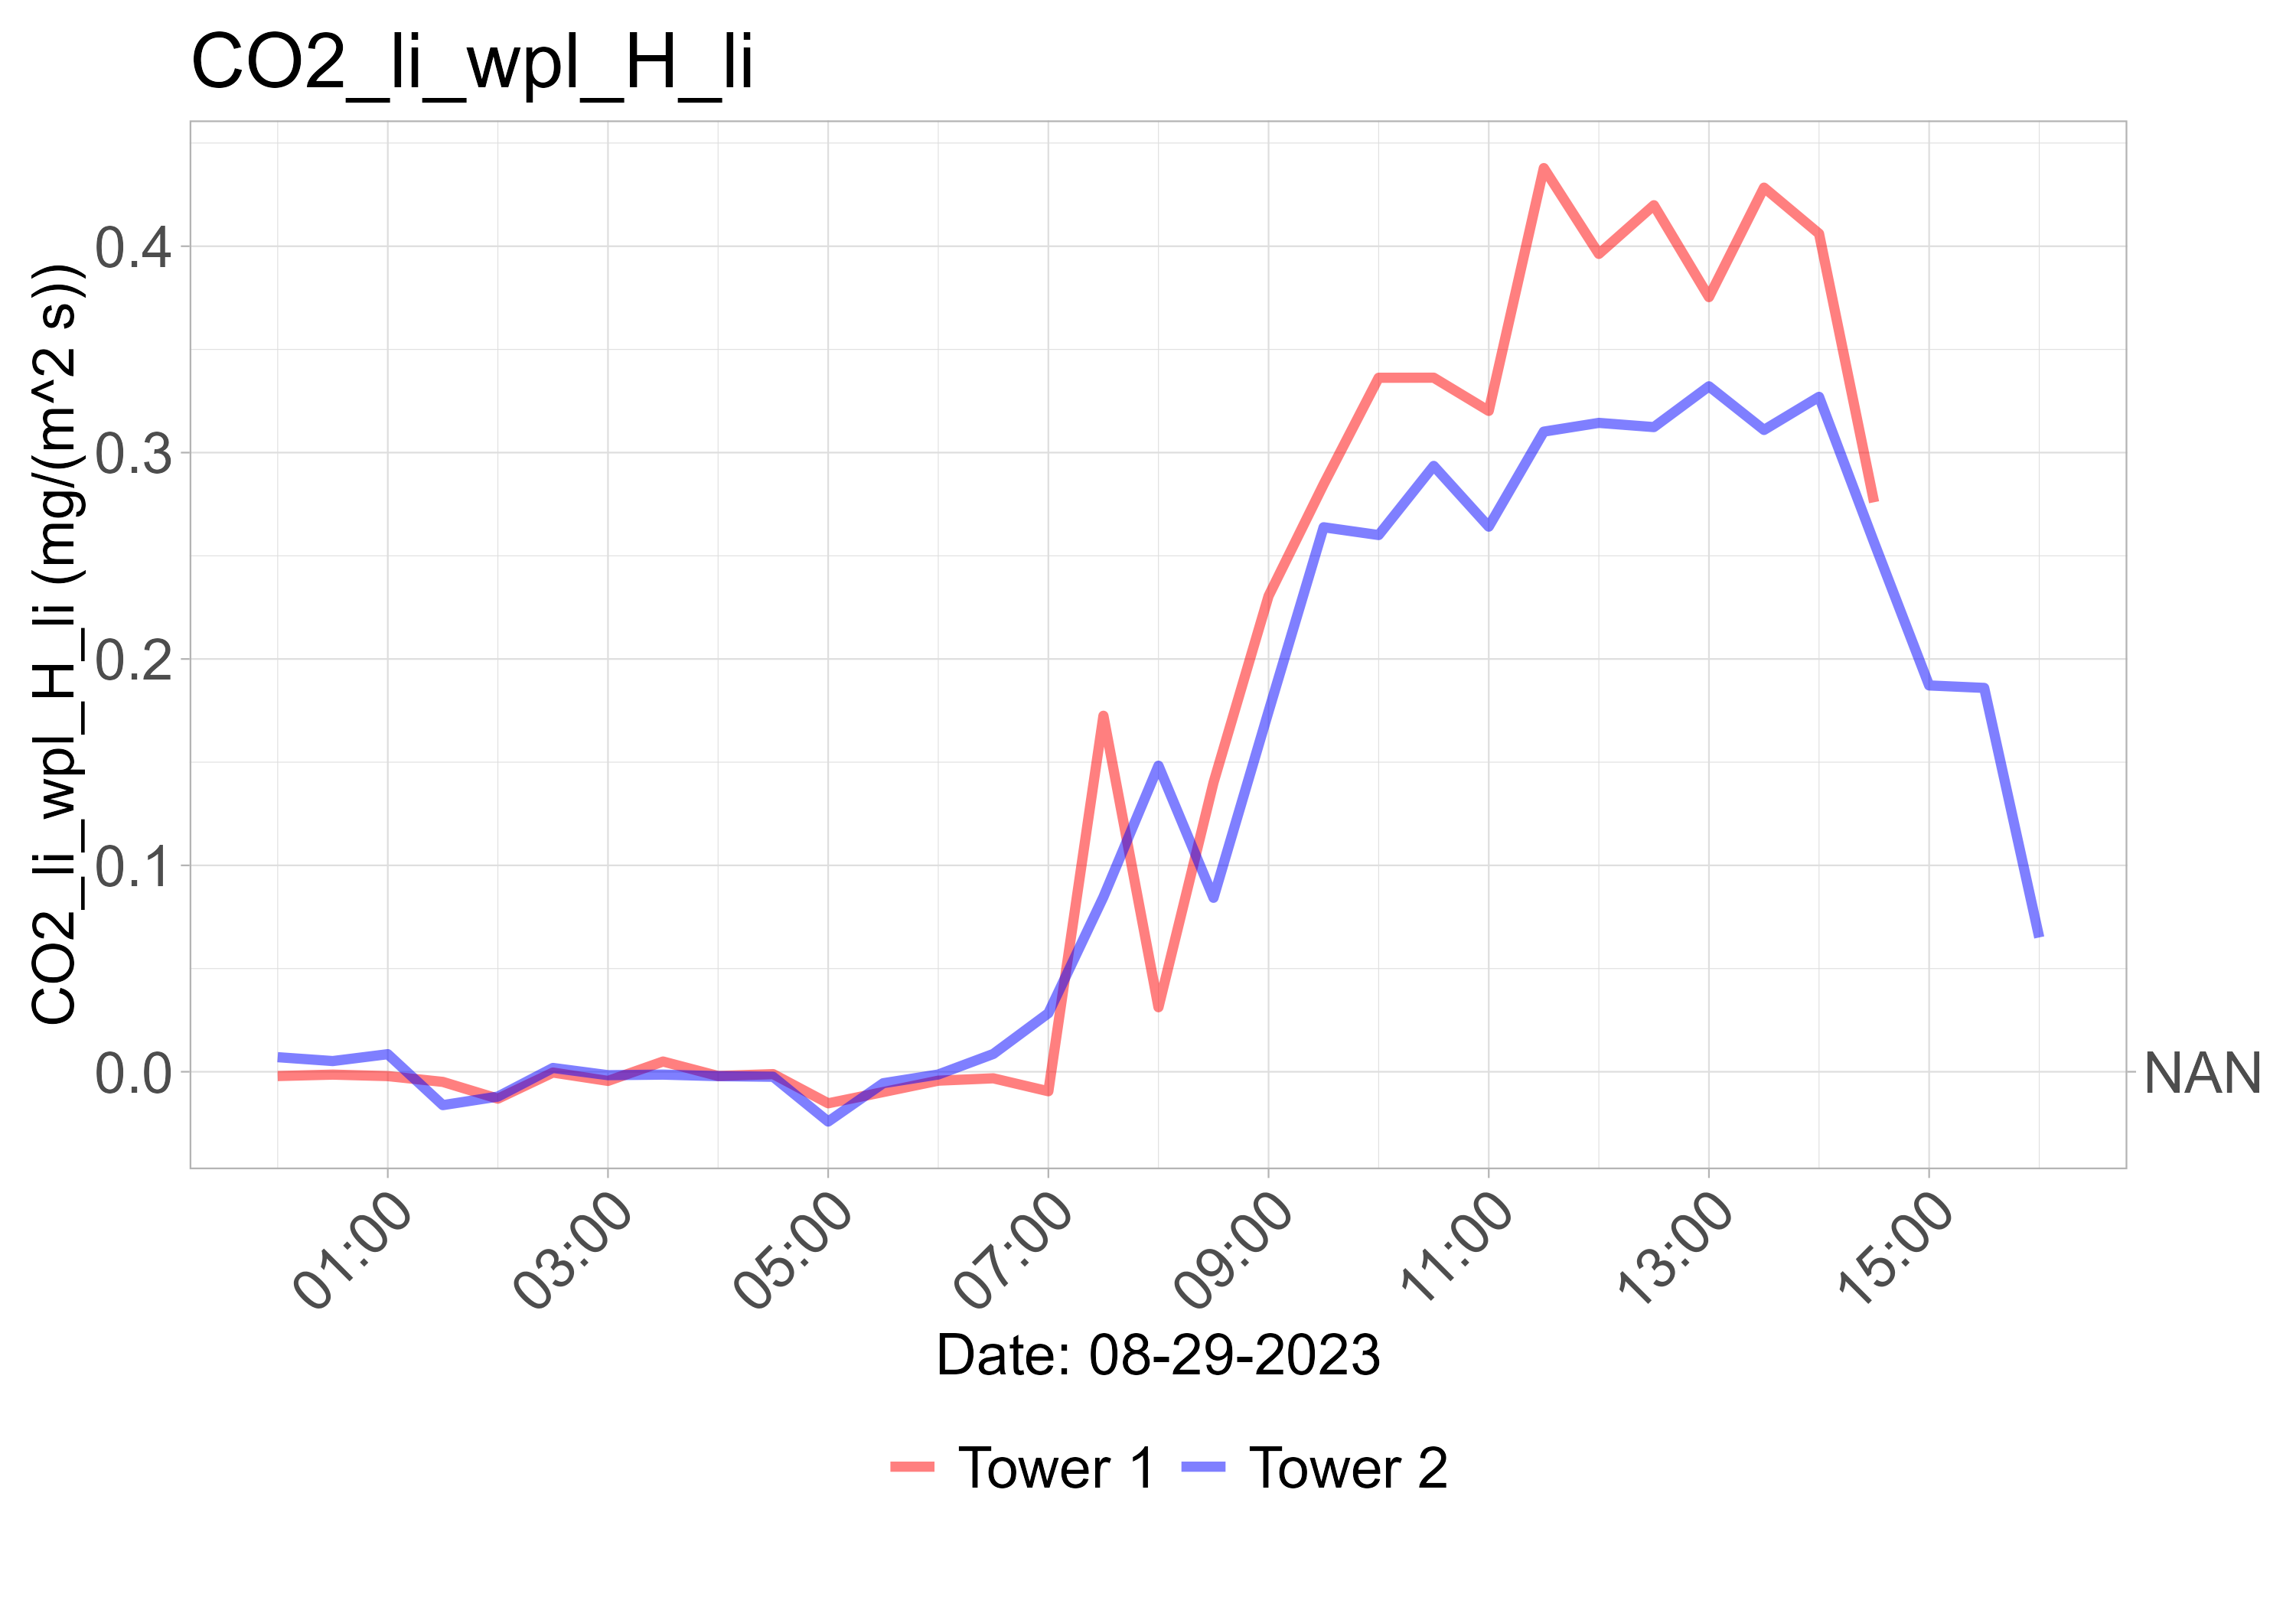 CO2_li_wpl_H_li
CO2_li_wpl_H_li (mg/(m^2 s))
0.4
0.3
0.2
0.1
0.0
NAN
01:00
03:00
05:00
07:00
09:00
11:00
13:00
15:00
Date: 08-29-2023
Tower 1
Tower 2